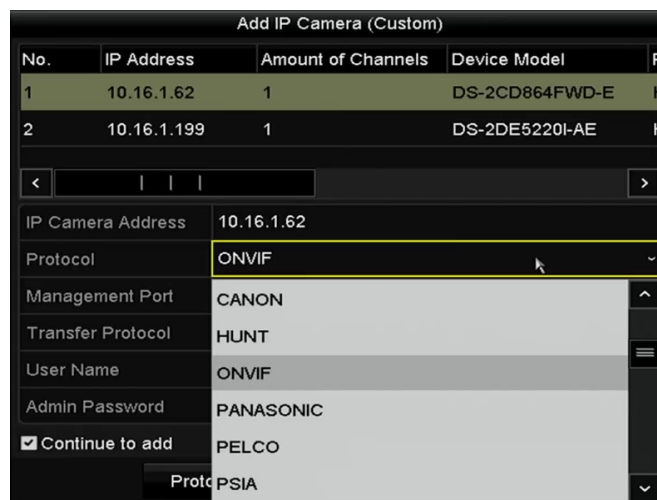 Add IP Camera (Custom)
No. IP Address Amount of Channels Device Model
1 10.16.1.62 1 DS-2CD864FWD-E
2 10.16.1.199 1 DS-2DE5220I-AE
IP Camera Address 10.16.1.62
Protocol ONVIF
Management Port CANON
Transfer Protocol HUNT
User Name ONVIF
Admin Password PANASONIC
Continue to add PELCO
Proto PSIA